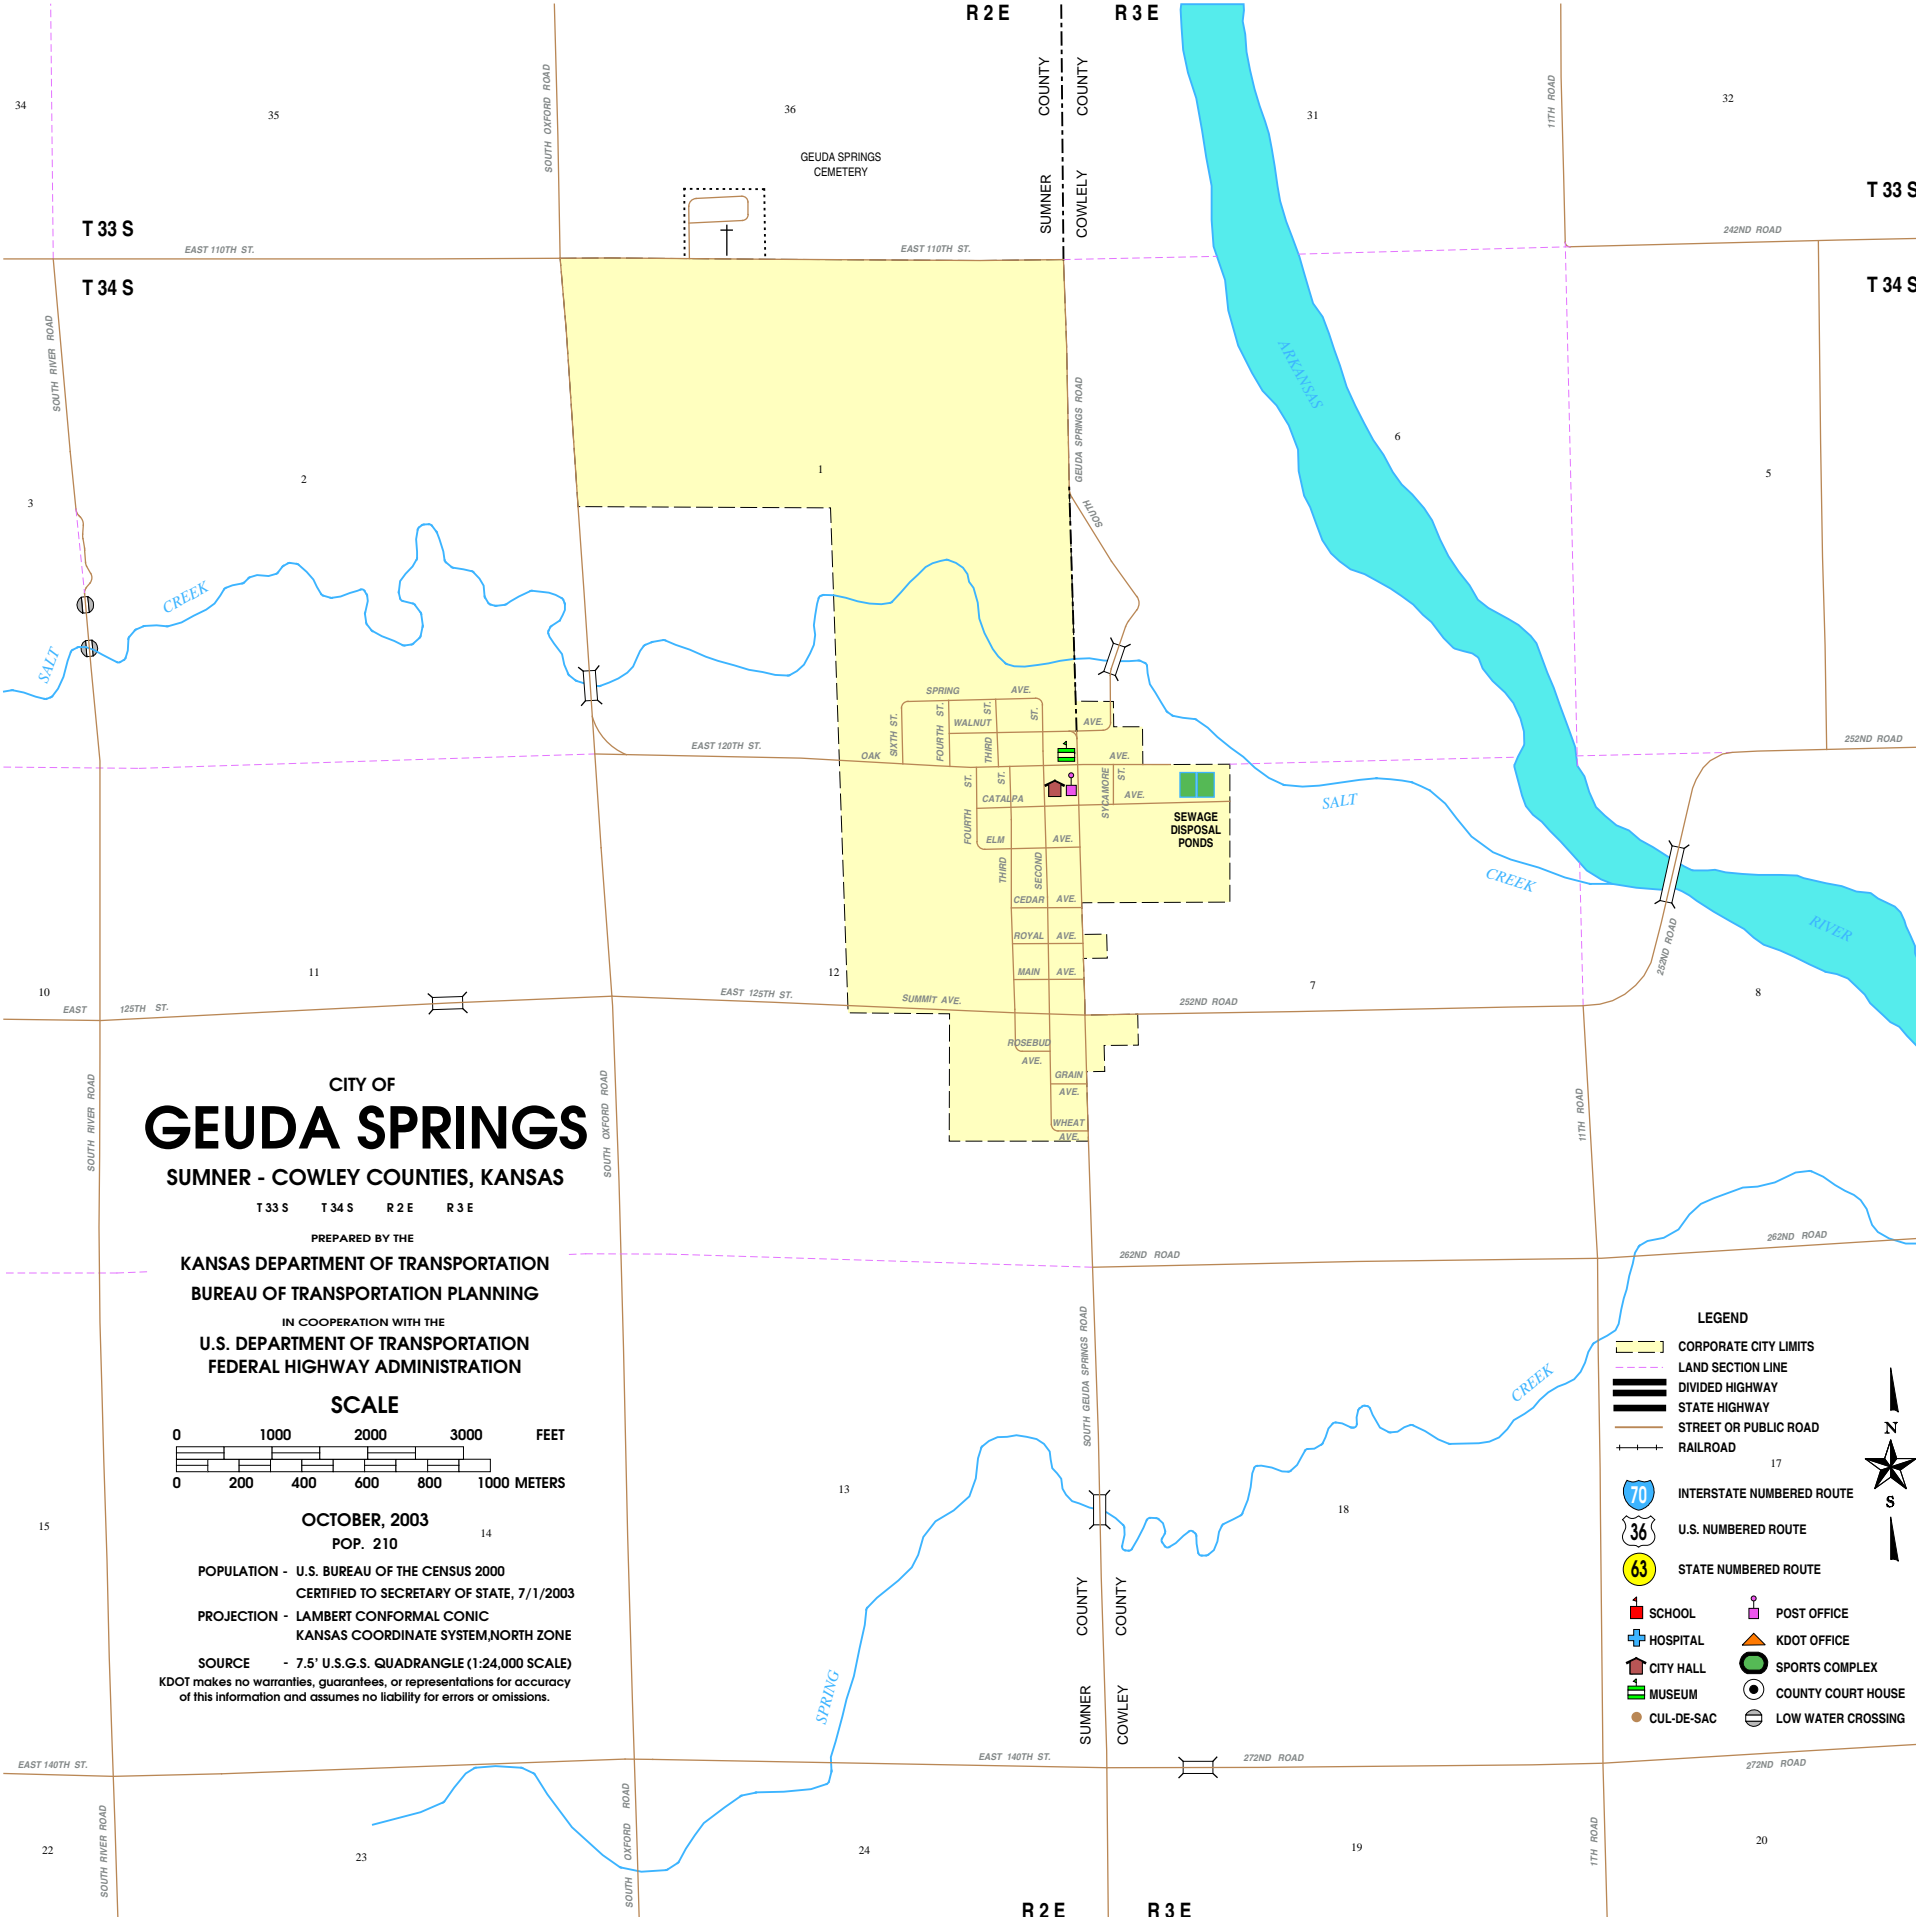 R 2 E
R 3 E
SUMNER COUNTY
COWLELY COUNTY
34
35
36
31
32
SOUTH OXFORD ROAD
11TH ROAD
GEUDA SPRINGS
CEMETERY
T 33 S
T 33 S
EAST 110TH ST.
EAST 110TH ST.
242ND ROAD
T 34 S
T 34 S
SOUTH RIVER ROAD
ARKANSAS
GEUDA SPRINGS ROAD
SOUTH
3
2
1
6
5
CREEK
SALT
SPRING AVE.
SIXTH ST.
FOURTH ST.
THIRD ST.
ST.
WALNUT AVE.
EAST 120TH ST.
OAK AVE.
252ND ROAD
FOURTH ST.
ST.
CATALPA AVE.
SYCAMORE ST.
SALT
SEWAGE
DISPOSAL
PONDS
ELM AVE.
THIRD
SECOND
CREEK
CEDAR AVE.
RIVER
ROYAL AVE.
252ND ROAD
MAIN AVE.
10
11
12
7
8
EAST 125TH ST.
EAST 125TH ST.
SUMMIT AVE.
252ND ROAD
ROSEBUD
AVE.
GRAIN
AVE.
WHEAT
AVE.
SOUTH RIVER ROAD
SOUTH OXFORD ROAD
11TH ROAD
CITY OF
GEUDA SPRINGS
SUMNER - COWLEY COUNTIES, KANSAS
T 33 S T 34 S R 2 E R 3 E
PREPARED BY THE
KANSAS DEPARTMENT OF TRANSPORTATION
BUREAU OF TRANSPORTATION PLANNING
IN COOPERATION WITH THE
U.S. DEPARTMENT OF TRANSPORTATION
FEDERAL HIGHWAY ADMINISTRATION
SCALE
0 1000 2000 3000 FEET
0 200 400 600 800 1000 METERS
OCTOBER, 2003
POP. 210
POPULATION - U.S. BUREAU OF THE CENSUS 2000
CERTIFIED TO SECRETARY OF STATE, 7/1/2003
PROJECTION - LAMBERT CONFORMAL CONIC
KANSAS COORDINATE SYSTEM,NORTH ZONE
SOURCE - 7.5' U.S.G.S. QUADRANGLE (1:24,000 SCALE)
KDOT makes no warranties, guarantees, or representations for accuracy
of this information and assumes no liability for errors or omissions.
262ND ROAD
262ND ROAD
SOUTH GEUDA SPRINGS ROAD
CREEK
SPRING
15
14
13
18
17
SUMNER COUNTY
COWLEY COUNTY
LEGEND
CORPORATE CITY LIMITS
LAND SECTION LINE
DIVIDED HIGHWAY
STATE HIGHWAY
STREET OR PUBLIC ROAD
RAILROAD
N
S
70 INTERSTATE NUMBERED ROUTE
36 U.S. NUMBERED ROUTE
63 STATE NUMBERED ROUTE
SCHOOL
POST OFFICE
HOSPITAL
KDOT OFFICE
CITY HALL
SPORTS COMPLEX
MUSEUM
COUNTY COURT HOUSE
CUL-DE-SAC
LOW WATER CROSSING
EAST 140TH ST.
EAST 140TH ST.
272ND ROAD
272ND ROAD
SOUTH RIVER ROAD
SOUTH OXFORD ROAD
1TH ROAD
22
23
24
19
20
R 2 E
R 3 E